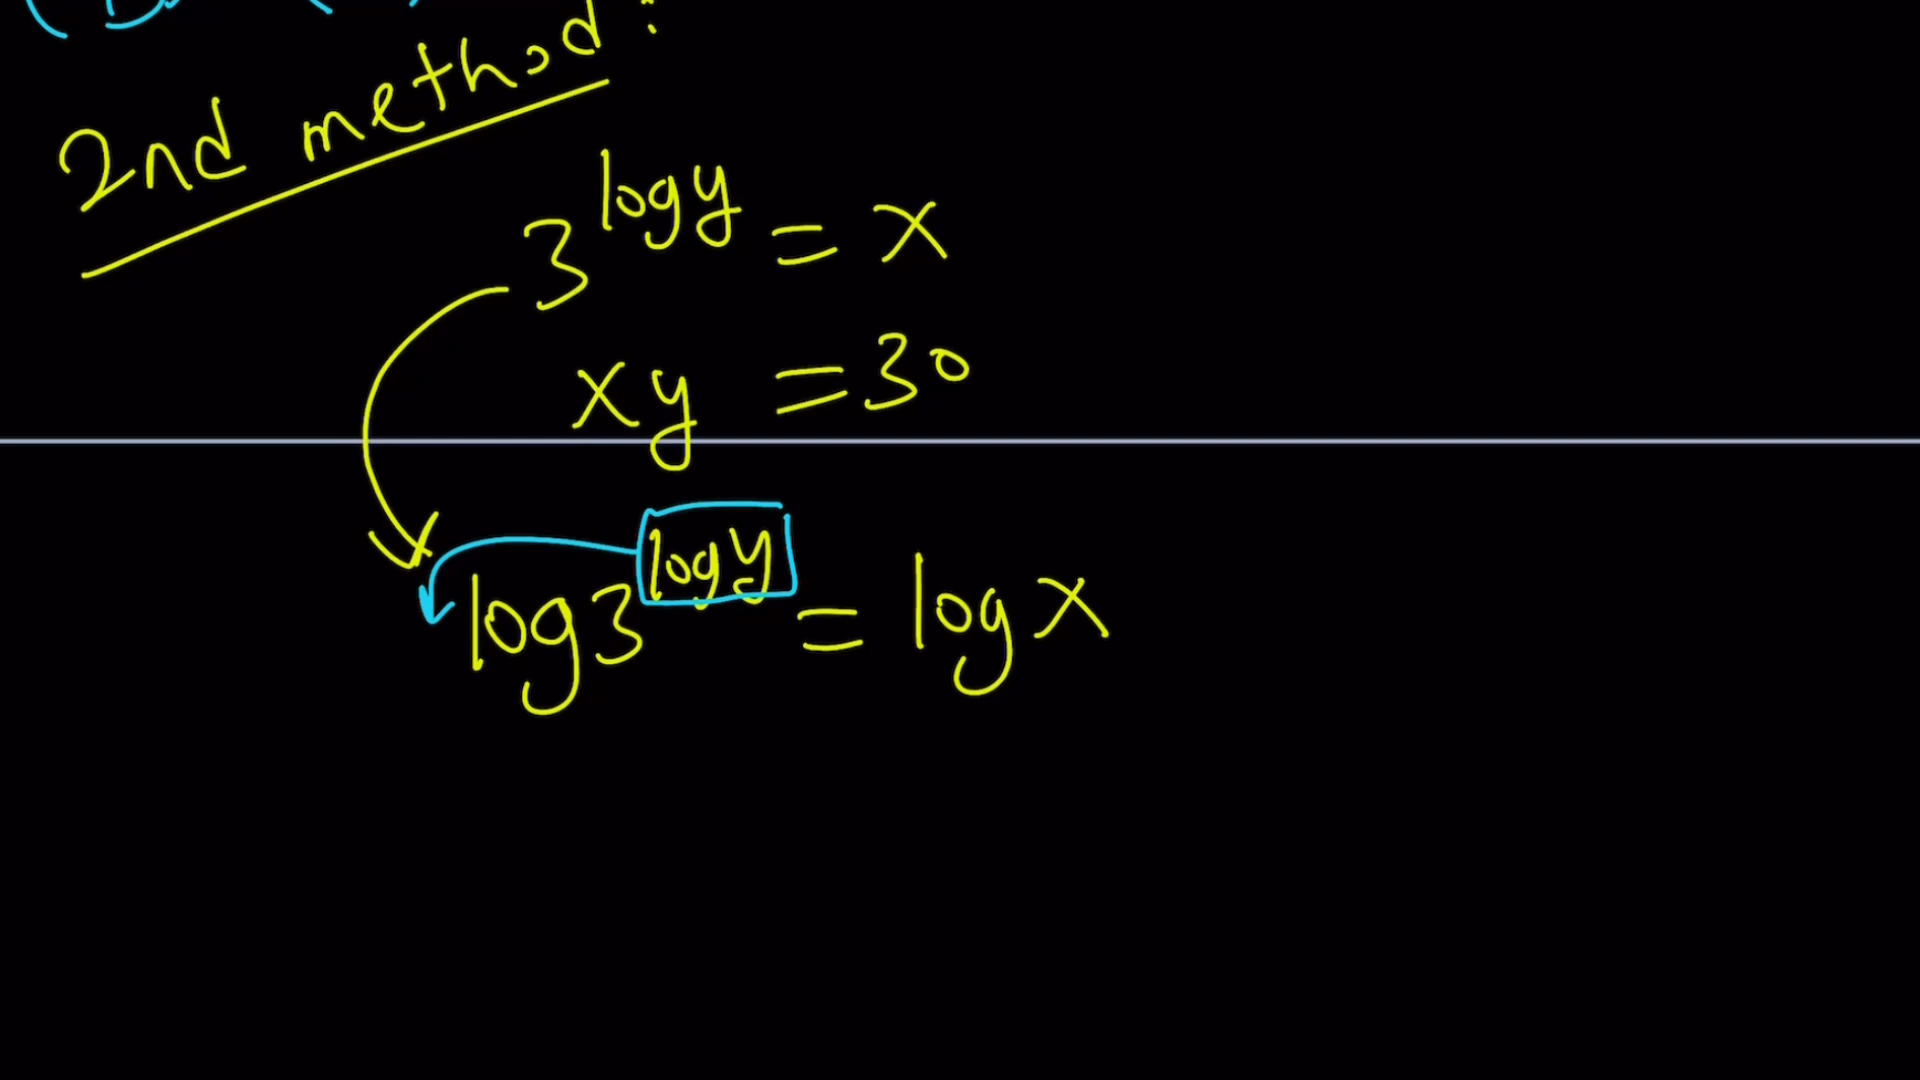 2nd method:
3^{log y} = x
xy = 30
log 3^{log y} = log x